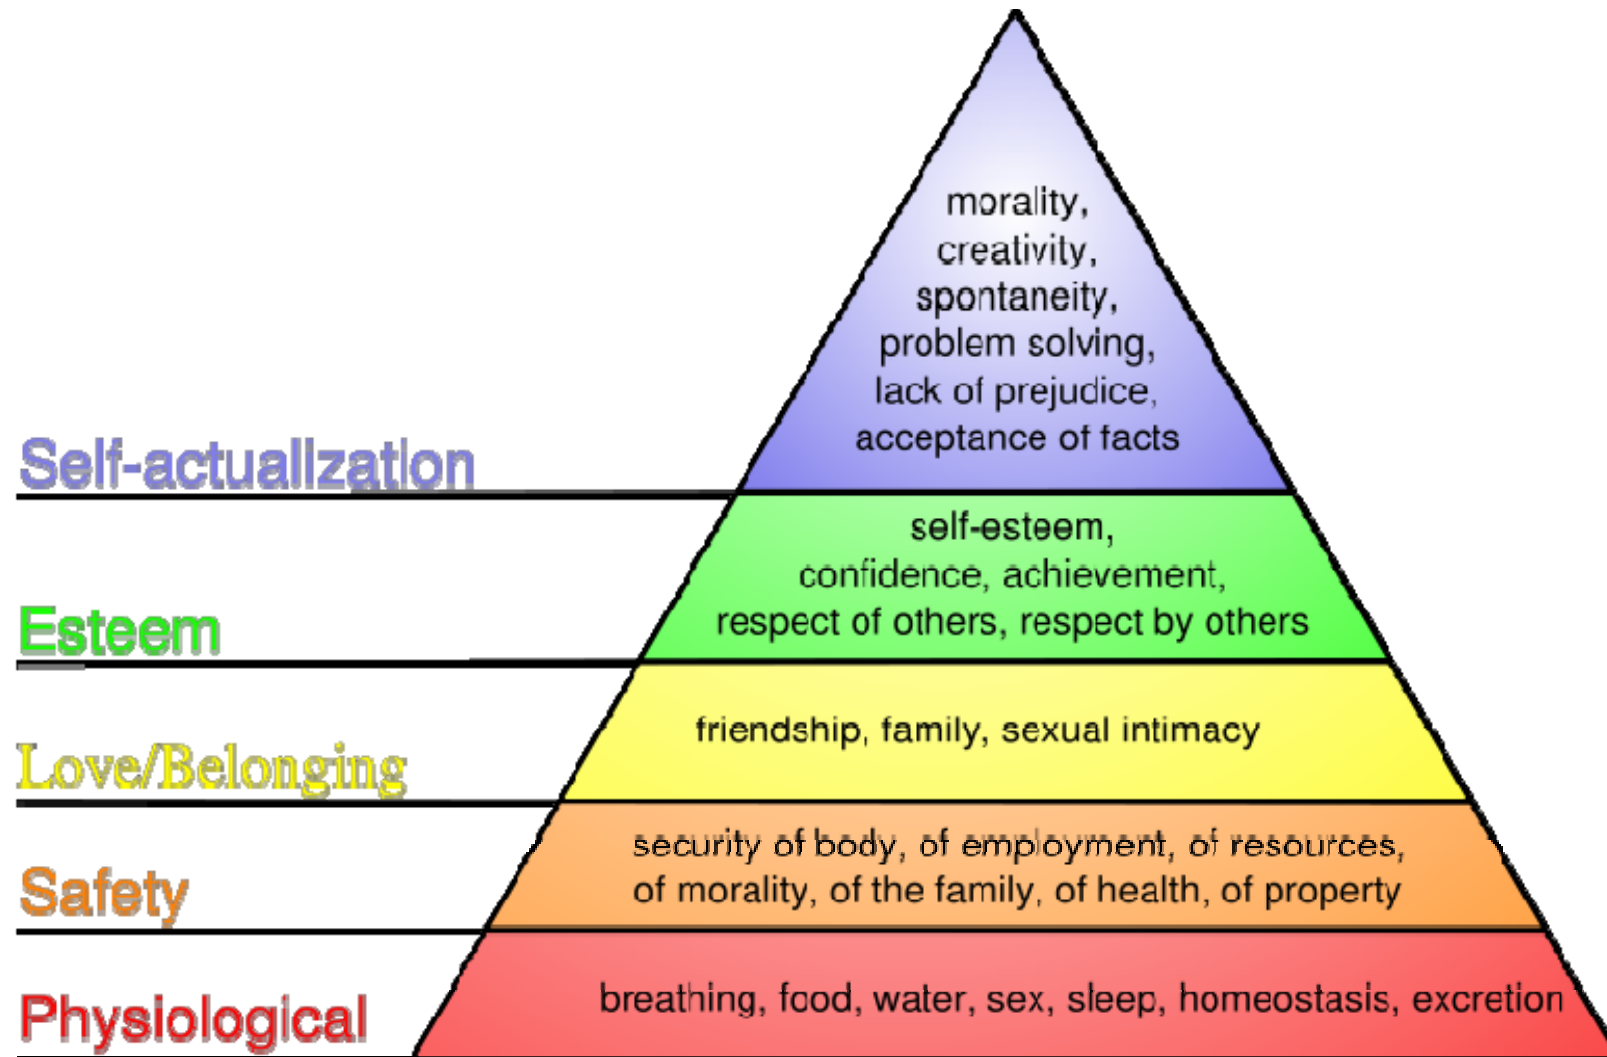 morality,
creativity,
spontaneity,
problem solving,
lack of prejudice,
acceptance of facts
Self-actualization
self-esteem,
confidence, achievement,
respect of others, respect by others
Esteem
friendship, family, sexual intimacy
Love/Belonging
security of body, of employment, of resources,
of morality, of the family, of health, of property
Safety
breathing, food, water, sex, sleep, homeostasis, excretion
Physiological